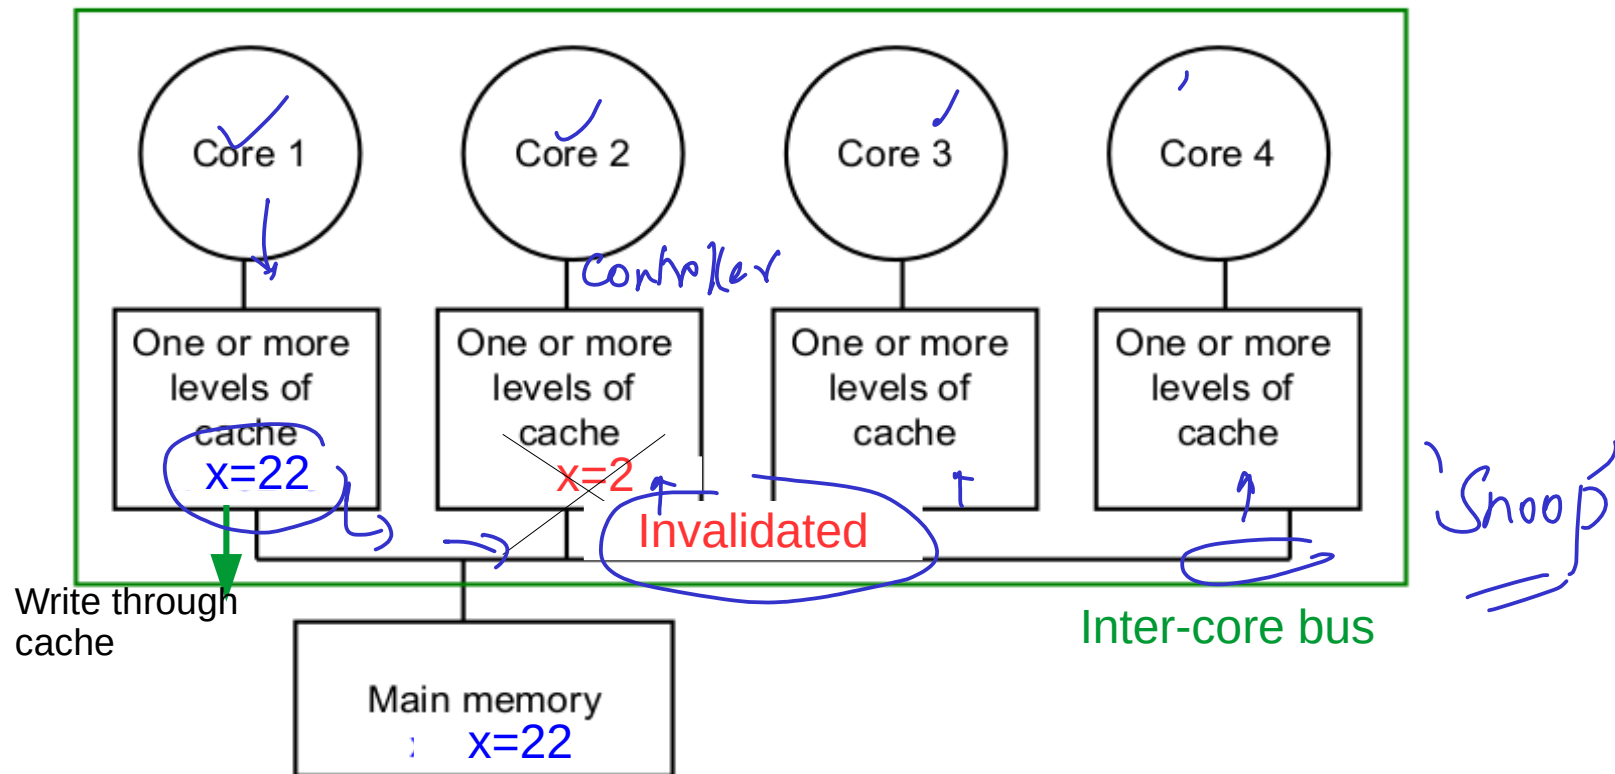 Core 1
Core 2
Core 3
Core 4
Controller
One or more
levels of
cache
x=22
One or more
levels of
cache
x=2
One or more
levels of
cache
One or more
levels of
cache
Invalidated
'Snoop'
Write through
cache
Inter-core bus
Main memory
x=22